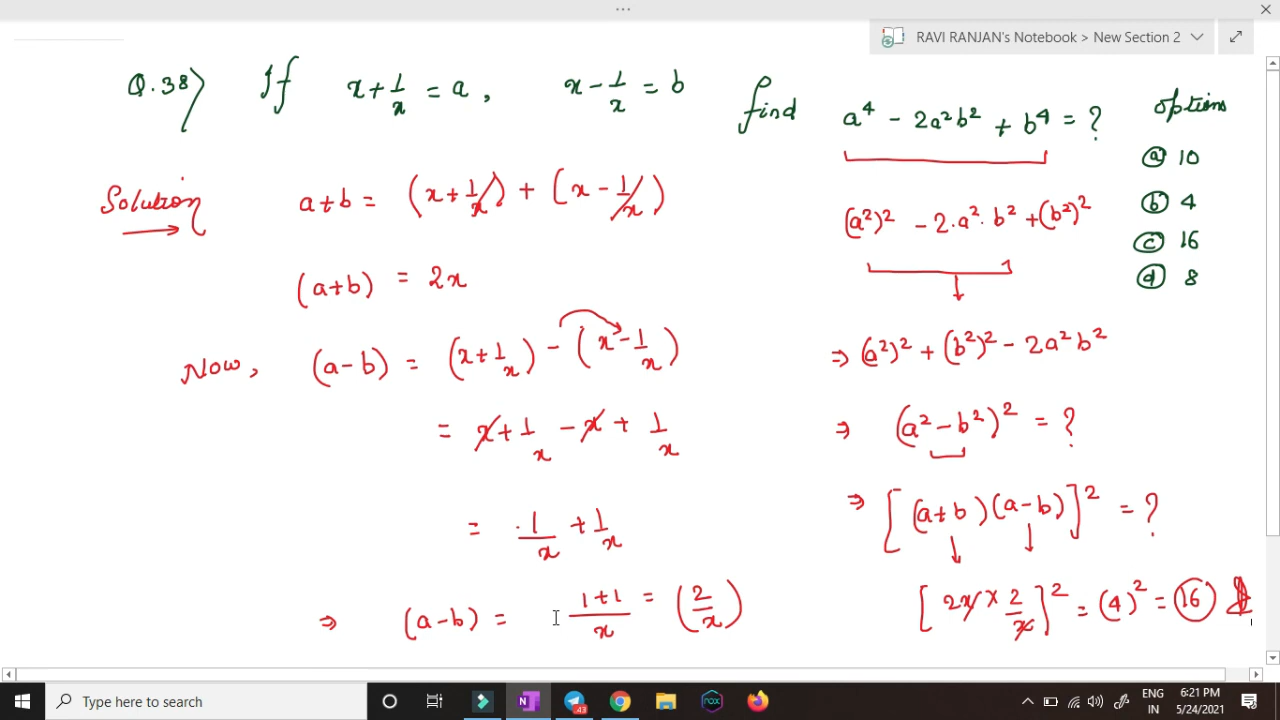 RAVI RANJAN's Notebook > New Section 2
Q.38) If x + 1/x = a, x - 1/x = b find a⁴ - 2a²b² + b⁴ = ?
options
(a) 10
(b) 4
(c) 16
(d) 8
Solution
a+b = (x + 1/x) + (x - 1/x)
(a+b) = 2x
Now, (a-b) = (x + 1/x) - (x - 1/x)
= x + 1/x - x + 1/x
= 1/x + 1/x
⇒ (a-b) = 1+1/x = (2/x)
(a²)² - 2·a²·b² + (b²)²
⇒ (a²)² + (b²)² - 2a²b²
⇒ (a² - b²)² = ?
⇒ [(a+b)(a-b)]² = ?
[2x × 2/x]² = (4)² = 16
Type here to search
43
nox
ENG
IN
6:21 PM
5/24/2021